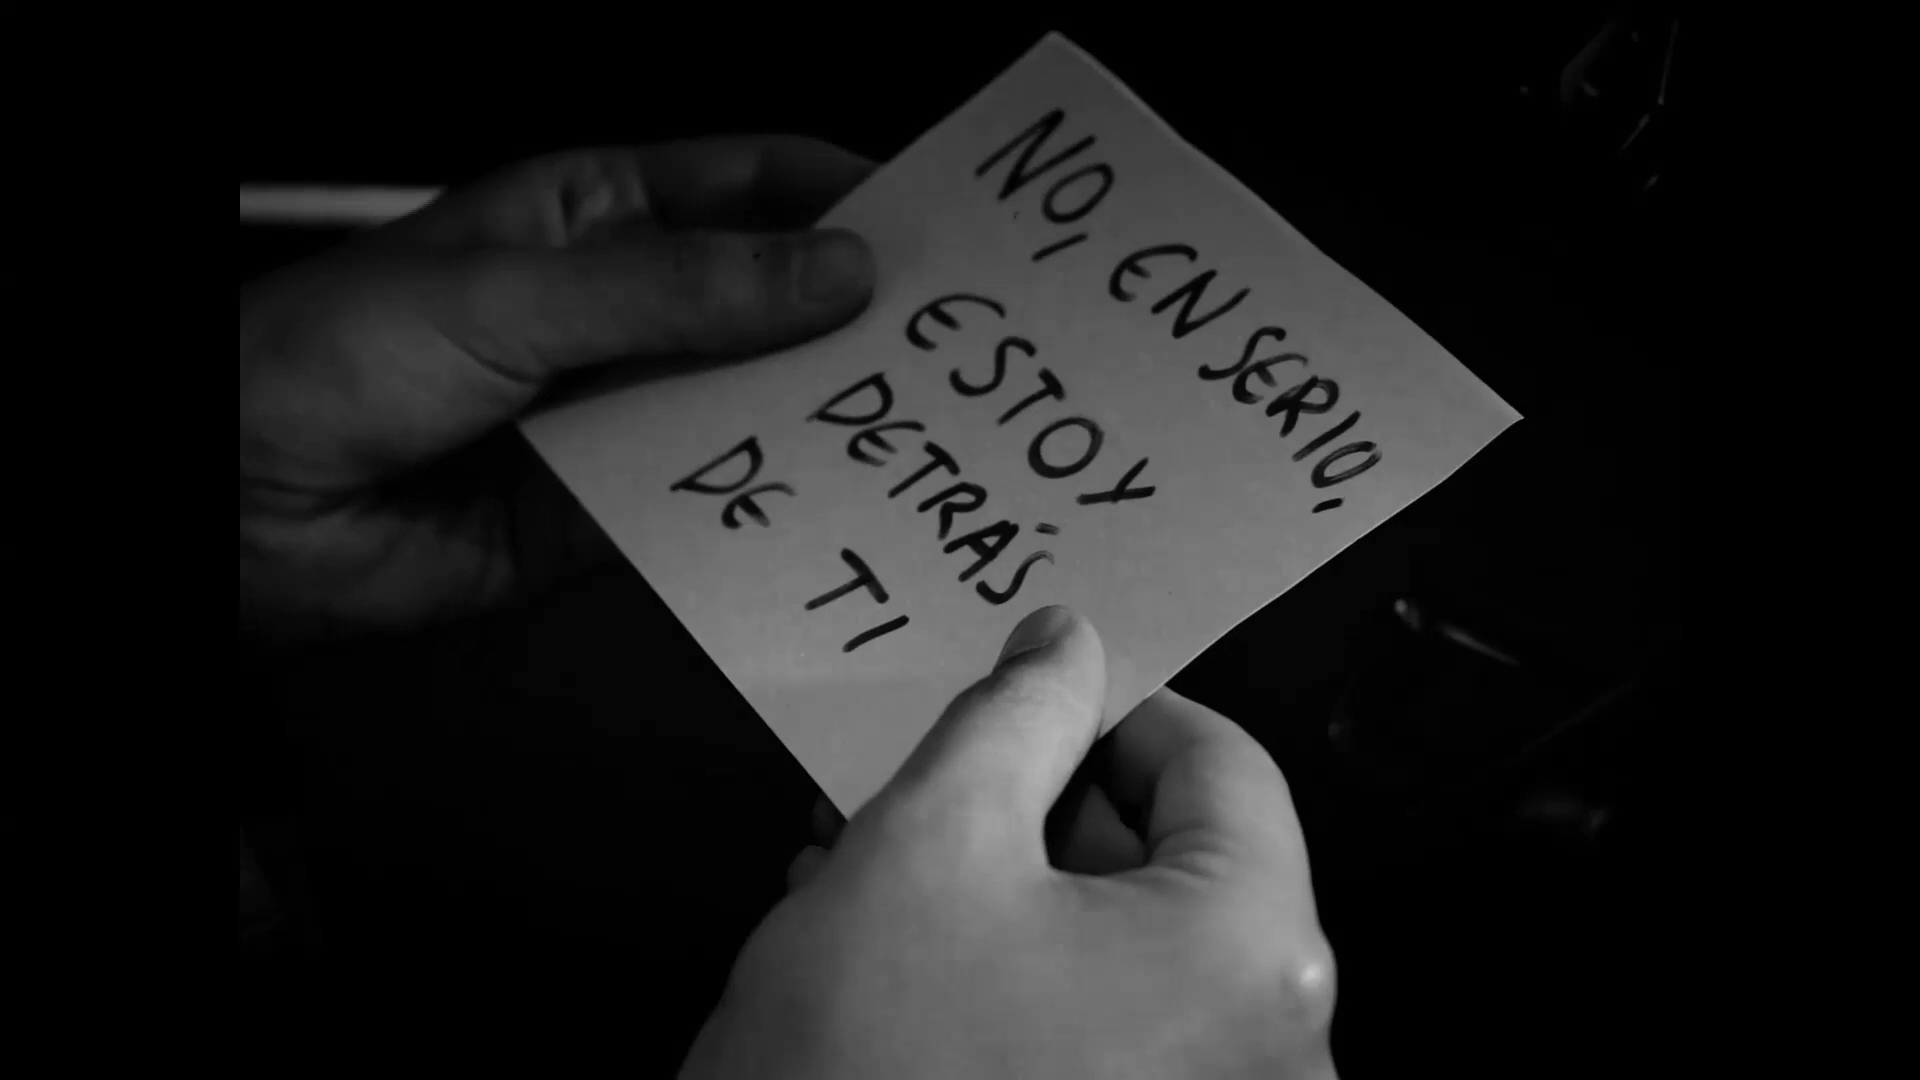 NO, EN SERIO,
ESTOY
DETRÁS
DE TI